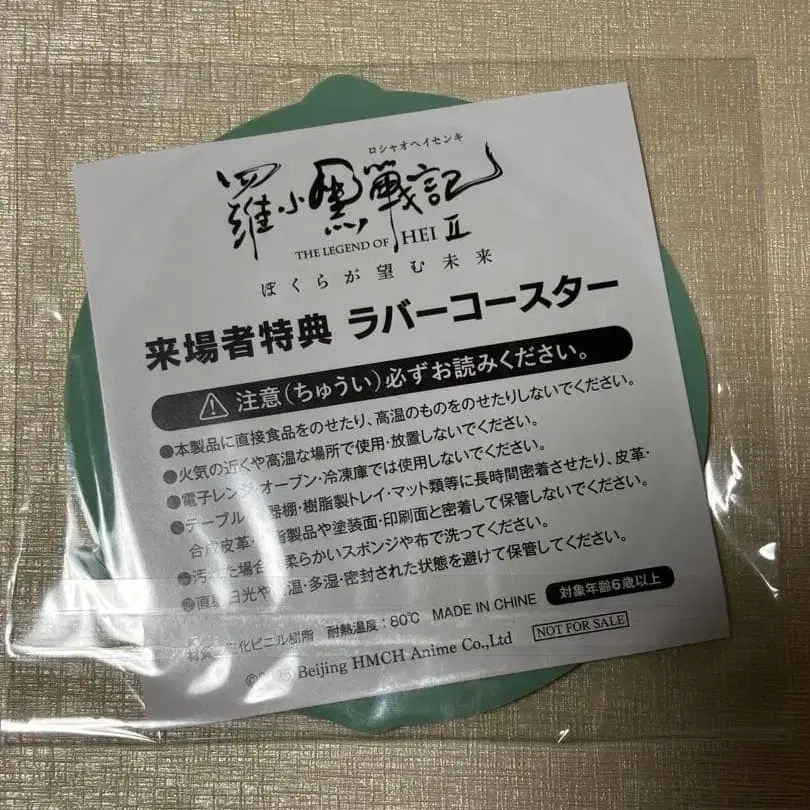 ロシャオヘイセンキ
羅小黑戰記
THE LEGEND OF HEI II
ぼくらが望む未来
来場者特典 ラバーコースター
注意(ちゅうい)必ずお読みください。
●本製品に直接食品をのせたり、高温のものをのせたりしないでください。
●火気の近くや高温な場所で使用・放置しないでください。
●電子レンジ・オーブン・冷凍庫では使用しないでください。
●テーブル・ 器棚・樹脂製トレイ・マット類等に長時間密着させたり、皮革・
合成皮革・ 脂製品や塗装面・印刷面と密着して保管しないでください。
●汚れた場合 柔らかいスポンジや布で洗ってください。
●直射日光や 温・多湿・密封された状態を避けて保管してください。
対象年齢6歳以上
化ビニル樹脂 耐熱温度:80℃ MADE IN CHINE
NOT FOR SALE
©2025 Beijing HMCH Anime Co.,Ltd